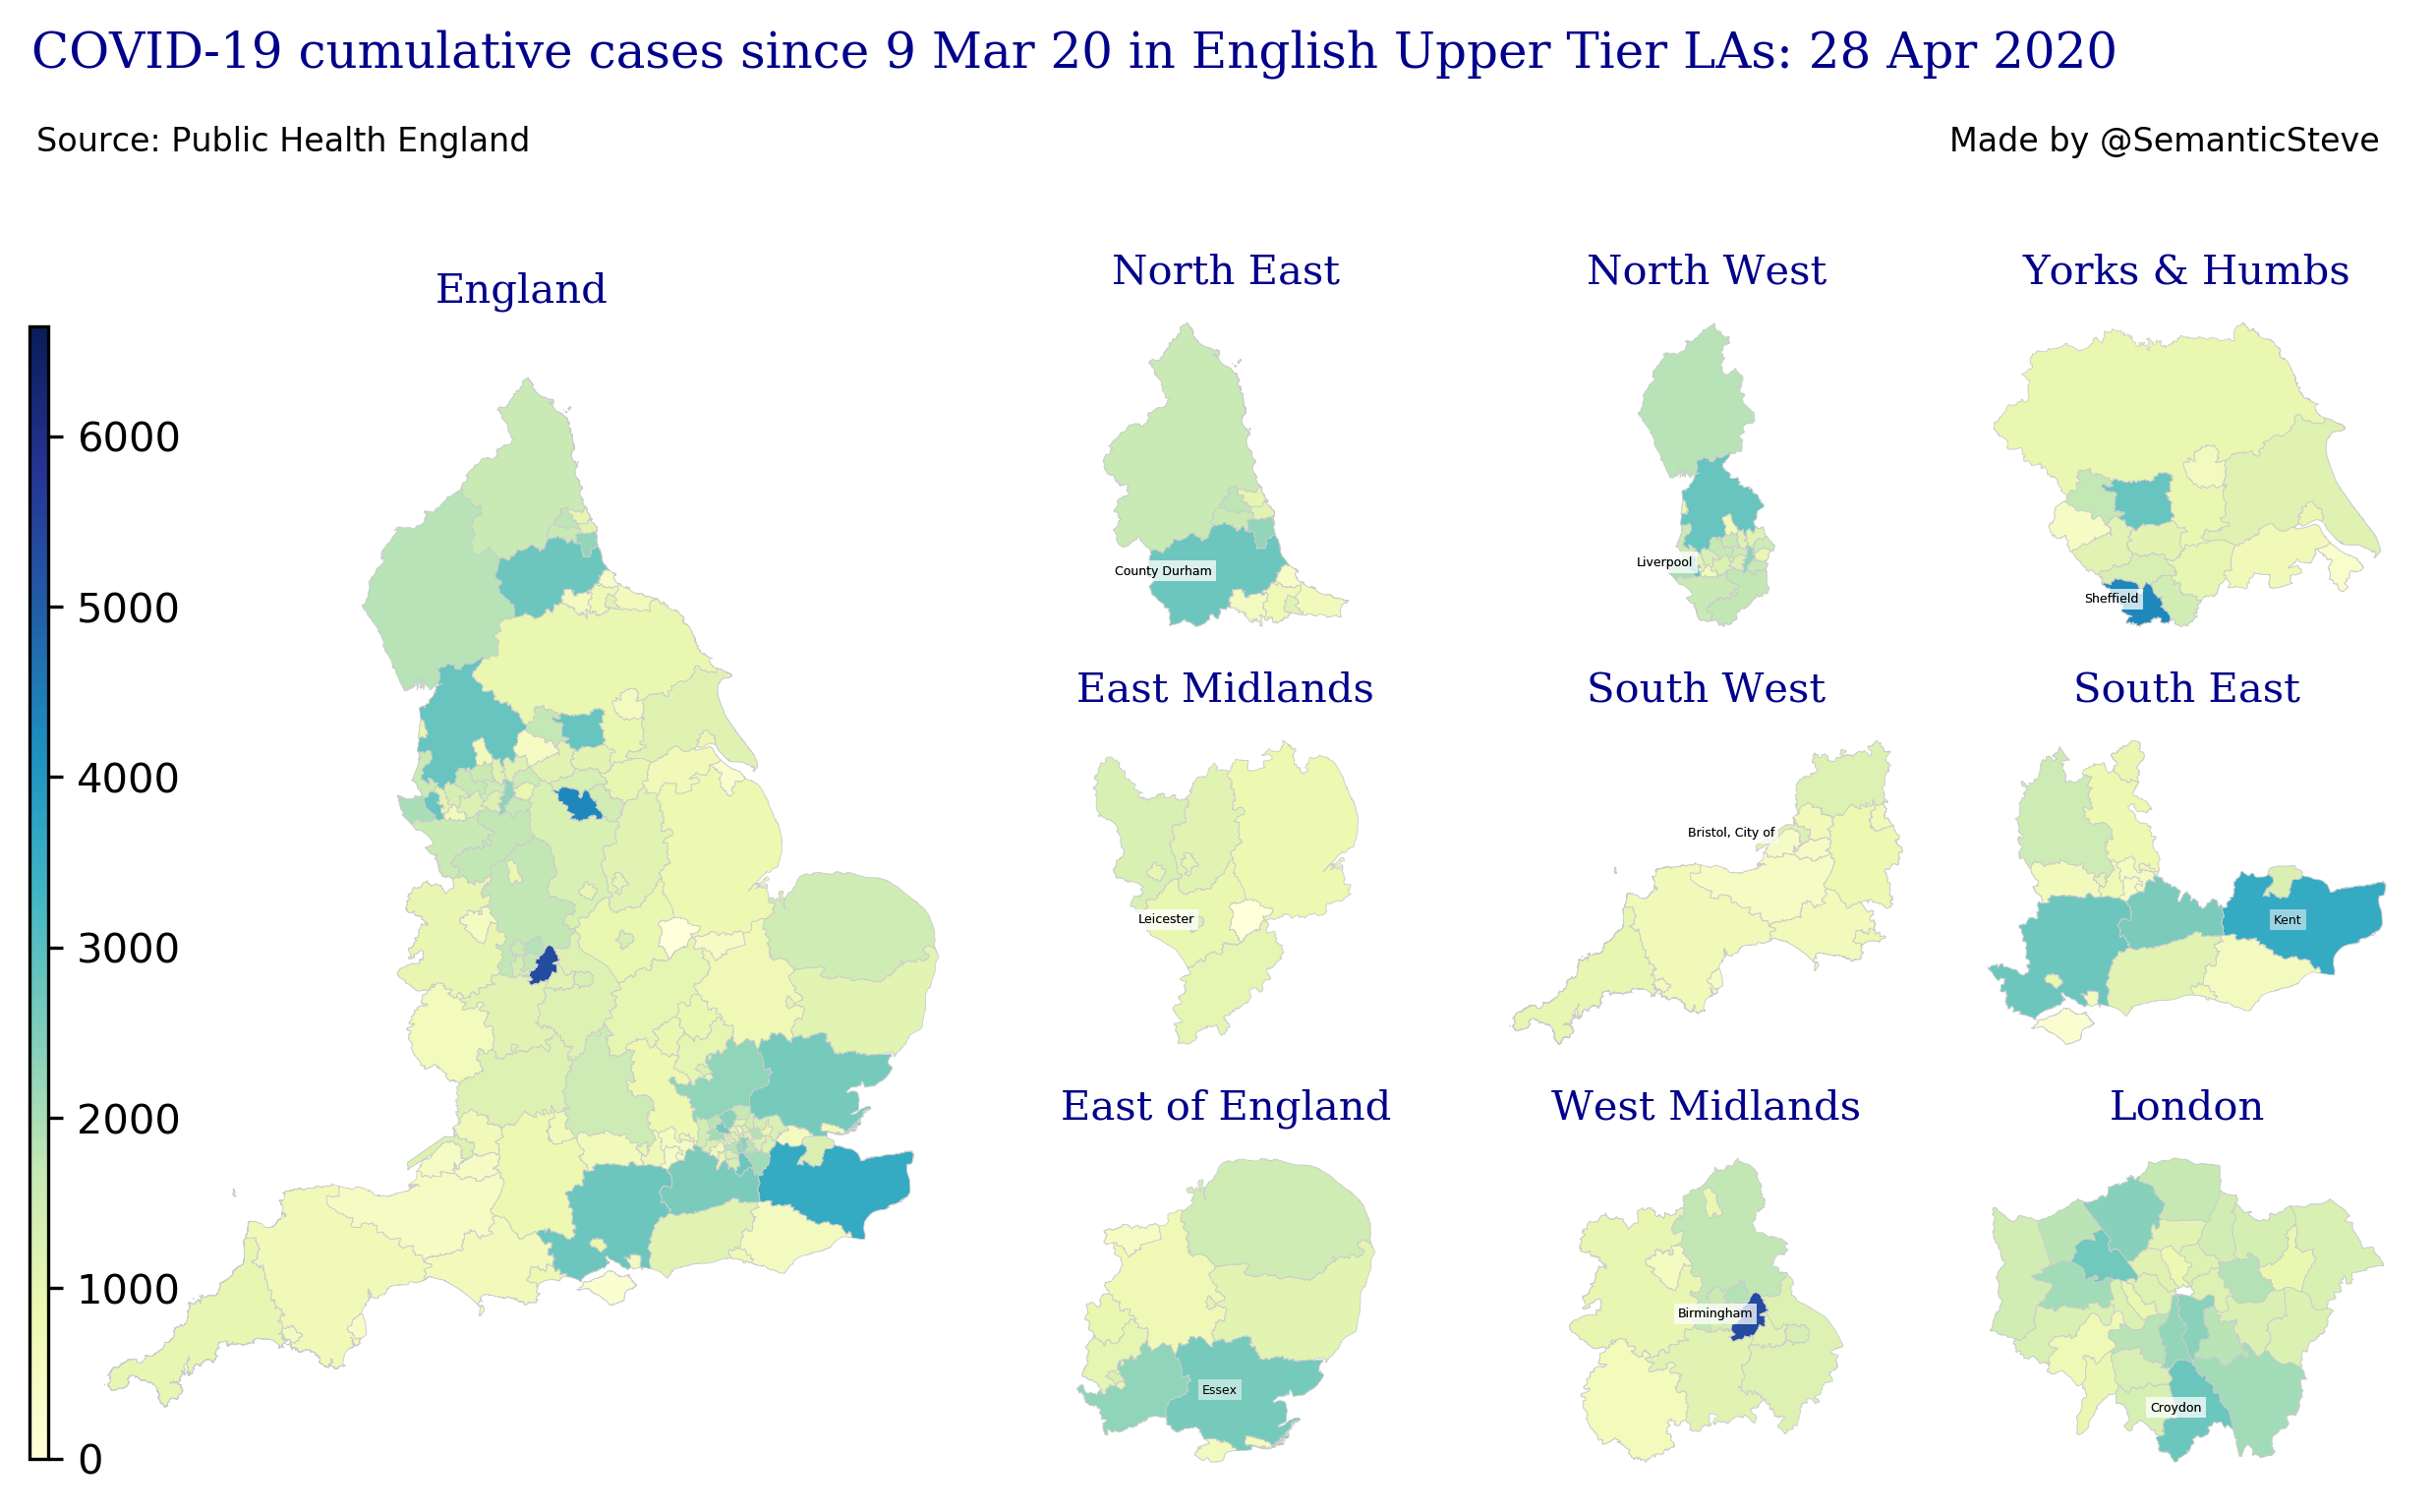 COVID-19 cumulative cases since 9 Mar 20 in English Upper Tier LAs: 28 Apr 2020
Source: Public Health England
Made by @SemanticSteve
England
6000
5000
4000
3000
2000
1000
0
North East
County Durham
North West
Liverpool
Yorks & Humbs
Sheffield
East Midlands
Leicester
South West
Bristol, City of
South East
Kent
East of England
Essex
West Midlands
Birmingham
London
Croydon